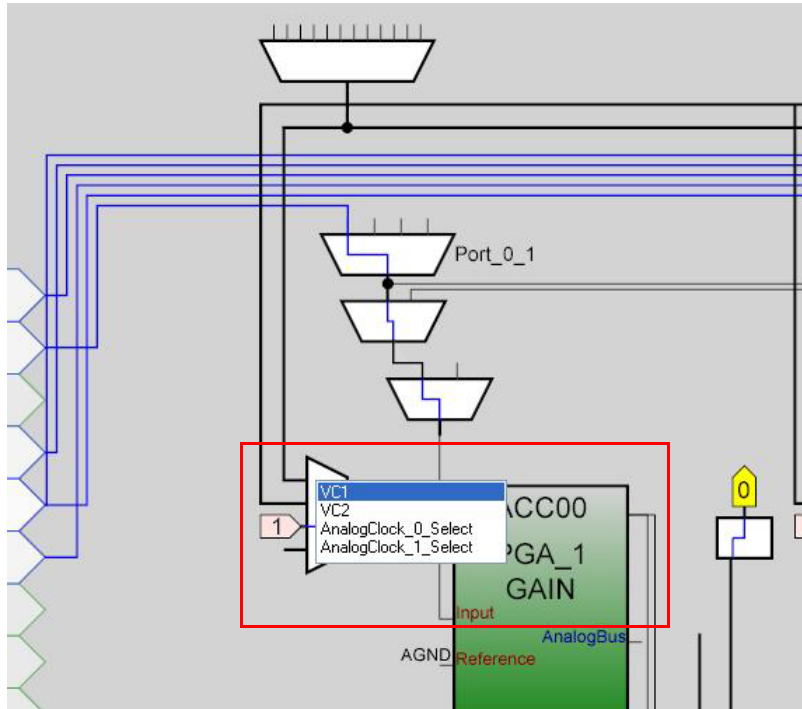 Port_0_1
VC1
VC2
AnalogClock_0_Select
AnalogClock_1_Select
1
ACC00
PGA_1
GAIN
Input
AnalogBus
AGND
Reference
0